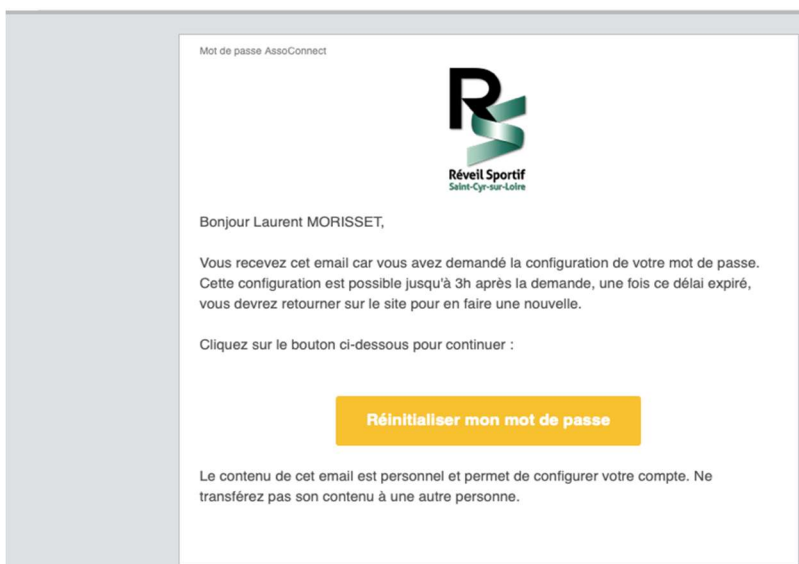 Mot de passe AssoConnect
RS
Réveil Sportif
Saint-Cyr-sur-Loire
Bonjour Laurent MORISSET,
Vous recevez cet email car vous avez demandé la configuration de votre mot de passe.
Cette configuration est possible jusqu'à 3h après la demande, une fois ce délai expiré,
vous devrez retourner sur le site pour en faire une nouvelle.
Cliquez sur le bouton ci-dessous pour continuer :
Réinitialiser mon mot de passe
Le contenu de cet email est personnel et permet de configurer votre compte. Ne
transférez pas son contenu à une autre personne.